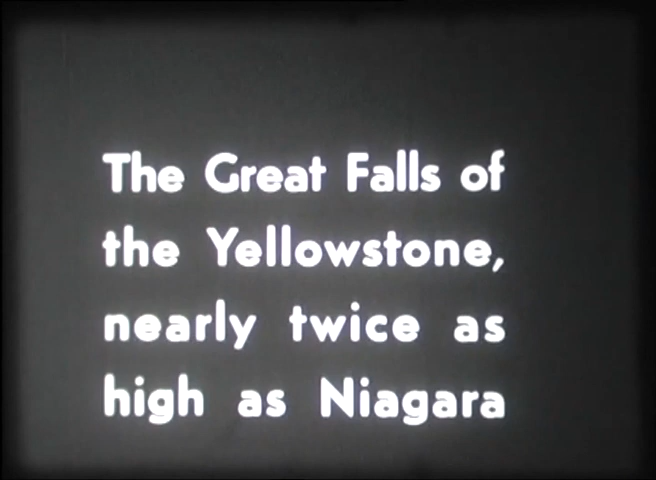 The Great Falls of
the Yellowstone,
nearly twice as
high as Niagara